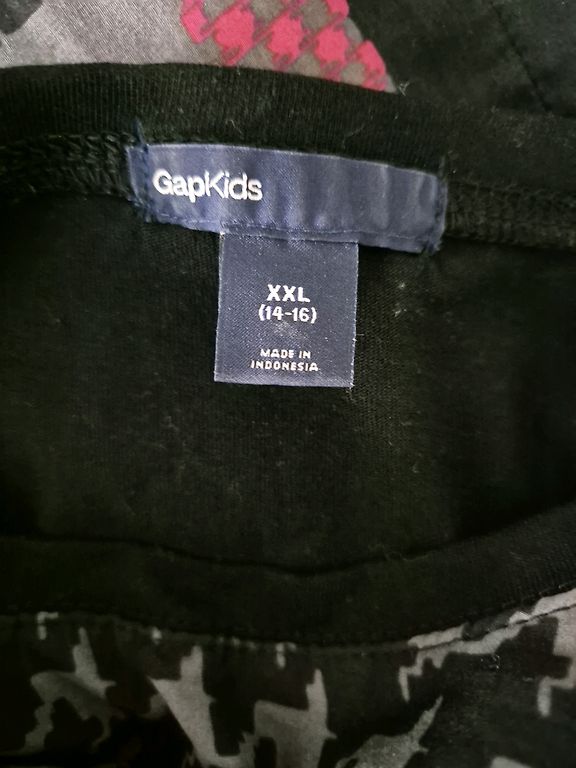 GapKids
XXL
(14-16)
MADE IN
INDONESIA